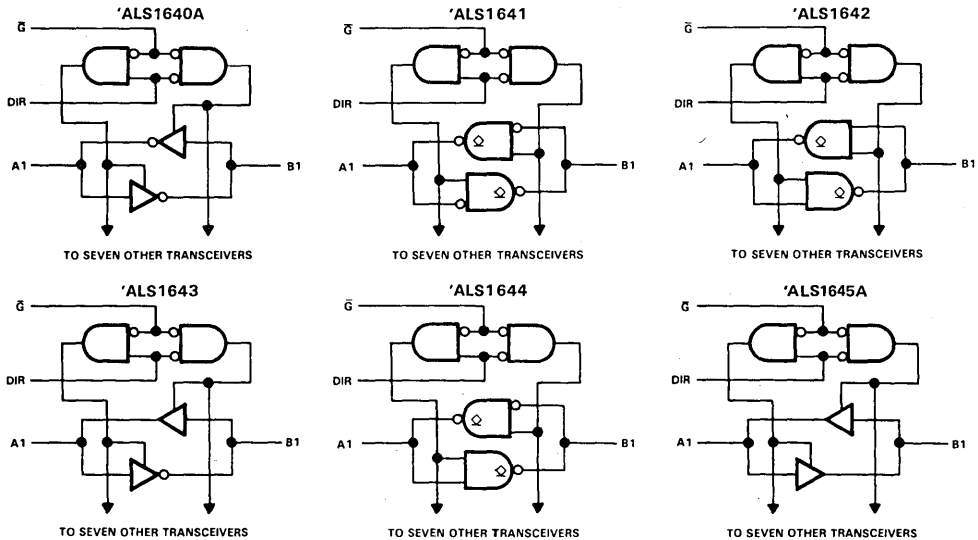 'ALS1640A
G̅
DIR
A1
B1
TO SEVEN OTHER TRANSCEIVERS
'ALS1641
G̅
DIR
A1
B1
TO SEVEN OTHER TRANSCEIVERS
'ALS1642
G̅
DIR
A1
B1
TO SEVEN OTHER TRANSCEIVERS
'ALS1643
G̅
DIR
A1
B1
TO SEVEN OTHER TRANSCEIVERS
'ALS1644
G̅
DIR
A1
B1
TO SEVEN OTHER TRANSCEIVERS
'ALS1645A
G̅
DIR
A1
B1
TO SEVEN OTHER TRANSCEIVERS